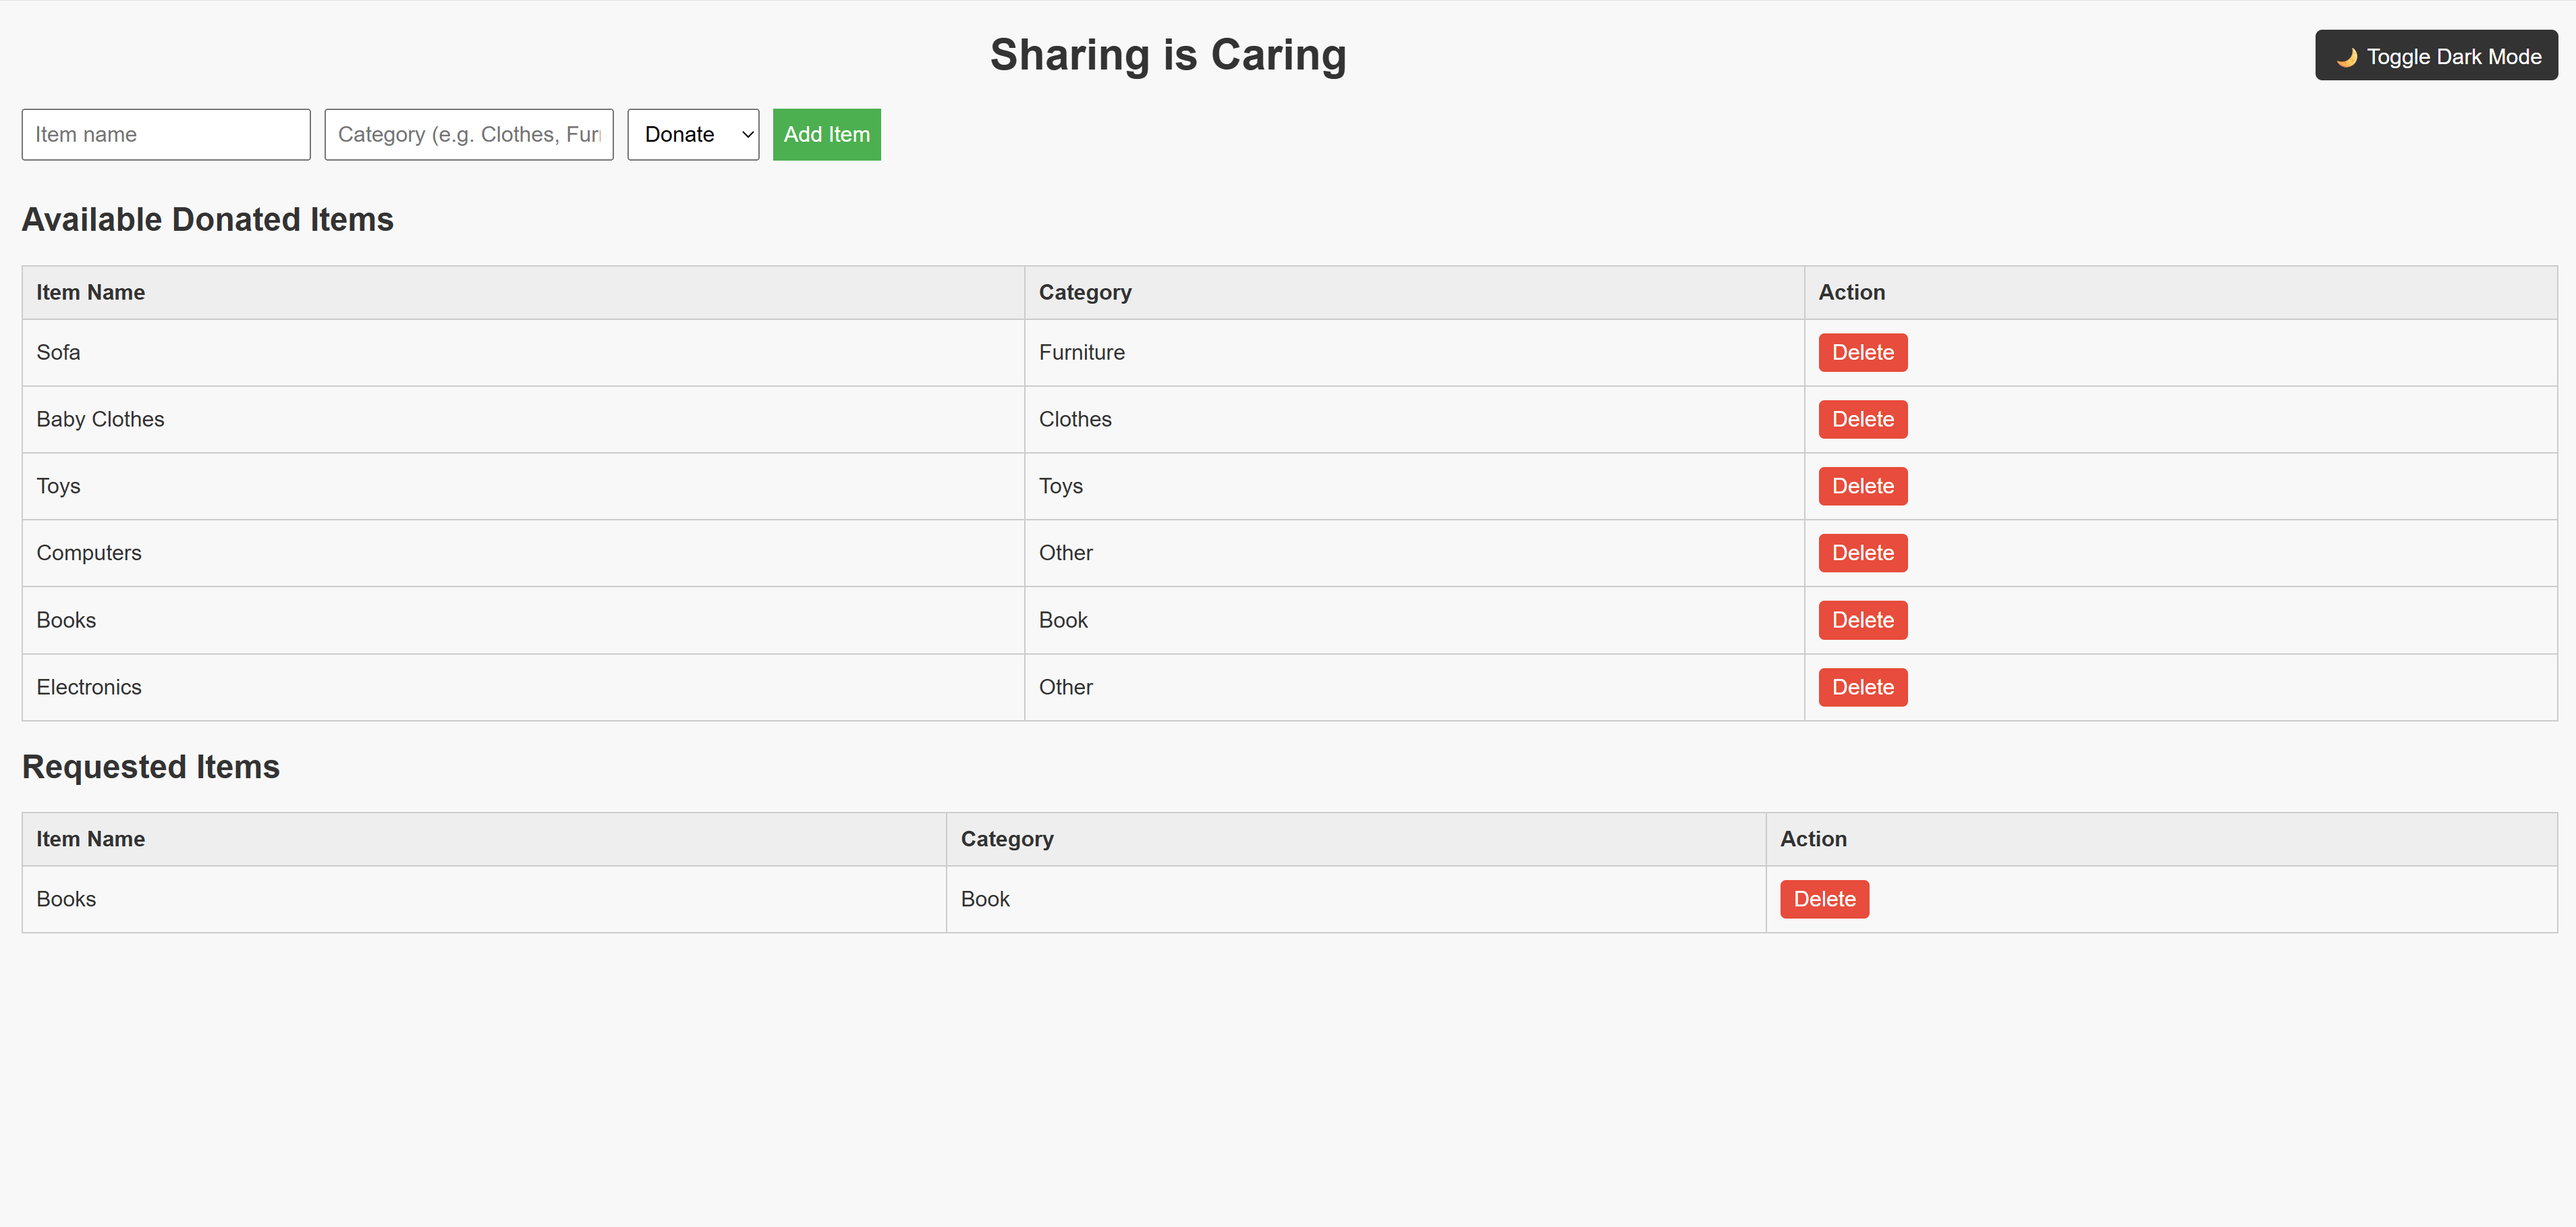 Sharing is Caring
🌙 Toggle Dark Mode
Item name Category (e.g. Clothes, Fur Donate Add Item
Available Donated Items
Item Name Category Action
Sofa Furniture Delete
Baby Clothes Clothes Delete
Toys Toys Delete
Computers Other Delete
Books Book Delete
Electronics Other Delete
Requested Items
Item Name Category Action
Books Book Delete